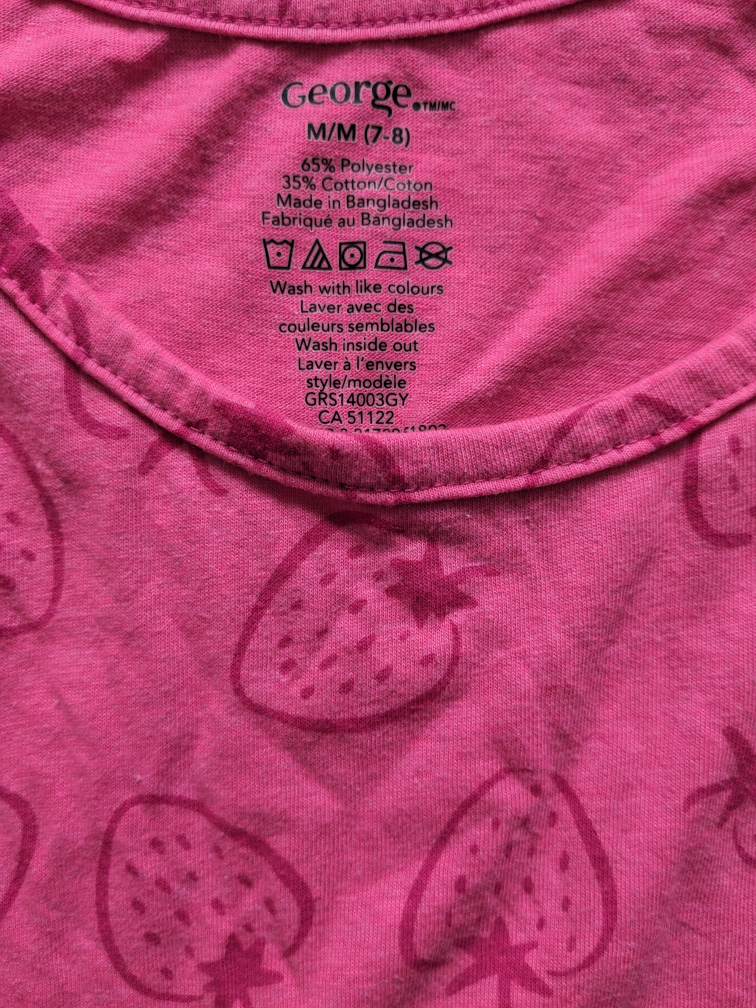 George.TM/MC
M/M (7-8)
65% Polyester
35% Cotton/Coton
Made in Bangladesh
Fabriqué au Bangladesh
Wash with like colours
Laver avec des
couleurs semblables
Wash inside out
Laver à l'envers
style/modèle
GRS14003GY
CA 51122